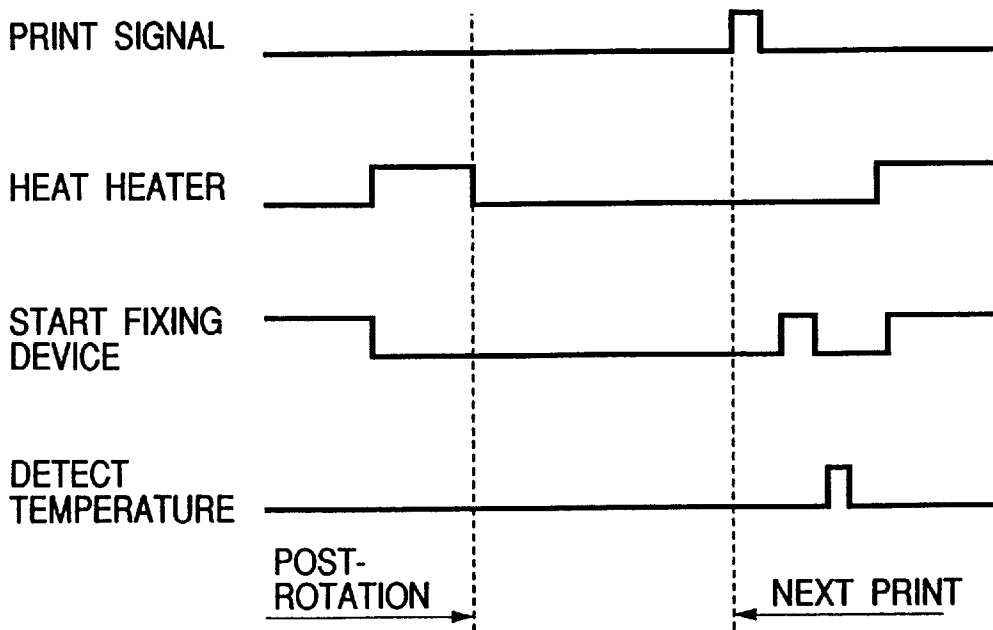 PRINT SIGNAL
HEAT HEATER
START FIXING
DEVICE
DETECT
TEMPERATURE
POST-
ROTATION
NEXT PRINT